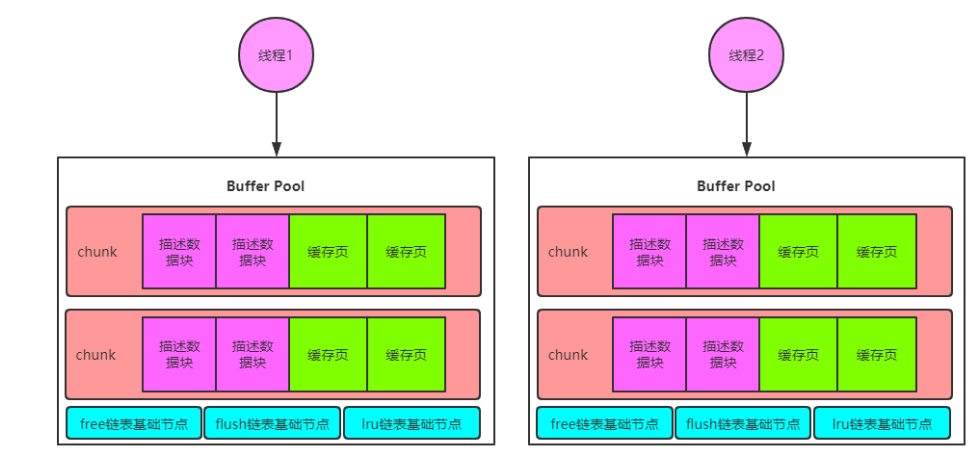 线程1
线程2
Buffer Pool
chunk
描述数
据块
描述数
据块
缓存页
缓存页
chunk
描述数
据块
描述数
据块
缓存页
缓存页
free链表基础节点
flush链表基础节点
lru链表基础节点
Buffer Pool
chunk
描述数
据块
描述数
据块
缓存页
缓存页
chunk
描述数
据块
描述数
据块
缓存页
缓存页
free链表基础节点
flush链表基础节点
lru链表基础节点